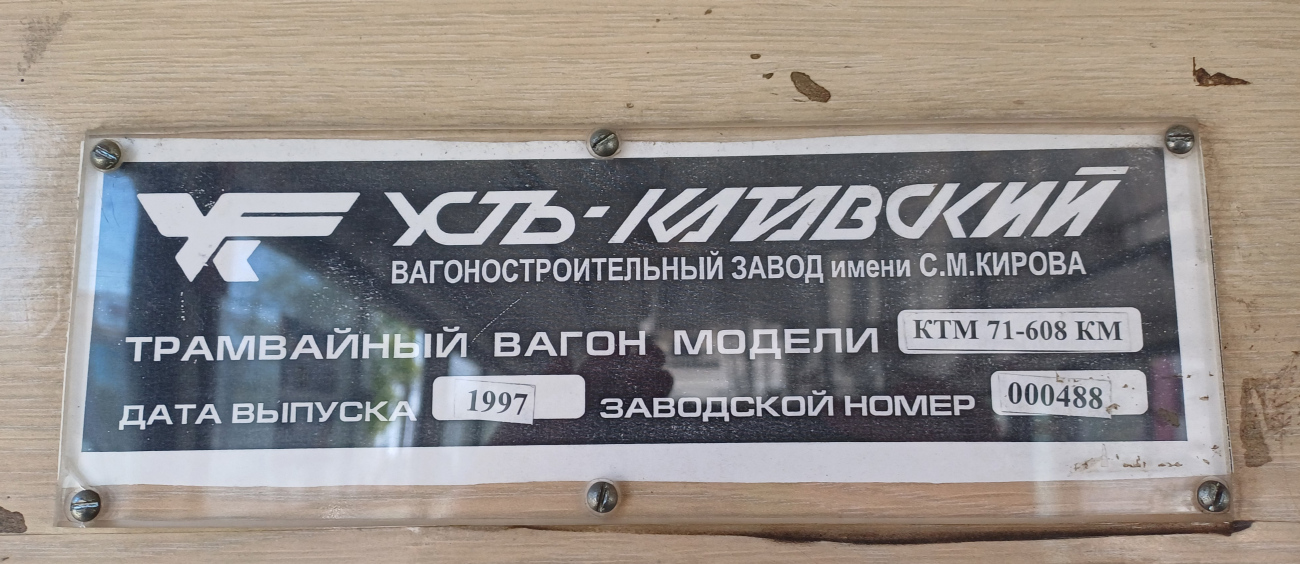 УСТЬ-КАТАВСКИЙ
ВАГОНОСТРОИТЕЛЬНЫЙ ЗАВОД имени С.М.КИРОВА
ТРАМВАЙНЫЙ ВАГОН МОДЕЛИ КТМ 71-608 КМ
ДАТА ВЫПУСКА 1997 ЗАВОДСКОЙ НОМЕР 000488